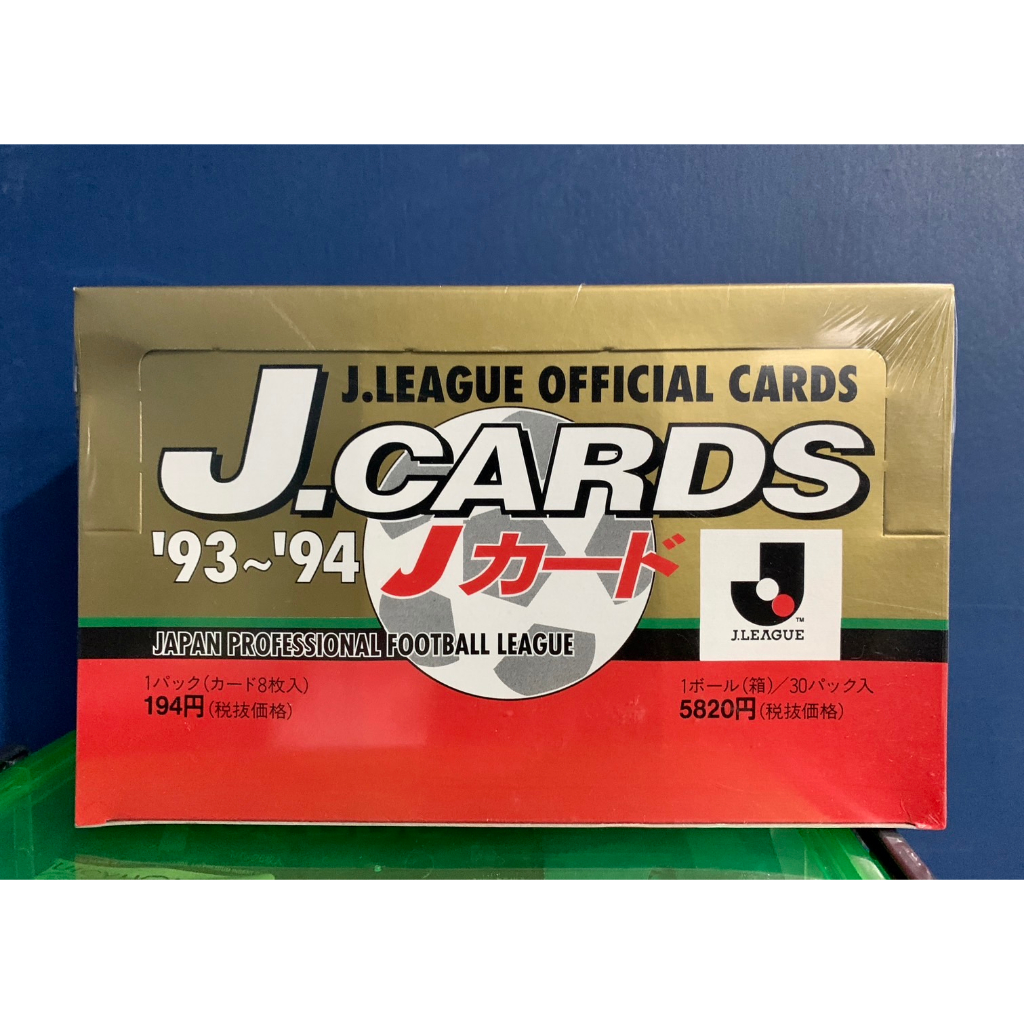 J.LEAGUE OFFICIAL CARDS
J.CARDS
'93~'94
Jカード
J.LEAGUE
TM
JAPAN PROFESSIONAL FOOTBALL LEAGUE
1パック(カード8枚入)
194円(税抜価格)
1ボール(箱)/30パック入
5820円(税抜価格)